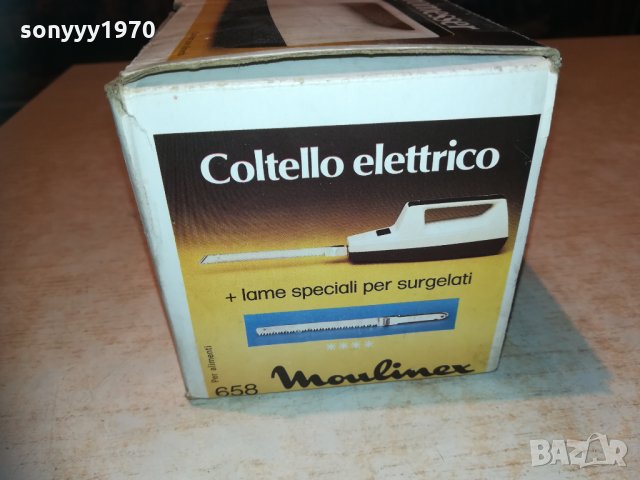 sonyyy1970
Coltello elettrico
+ lame speciali per surgelati
****
Per alimenti
658
Moulinex
BAZAR